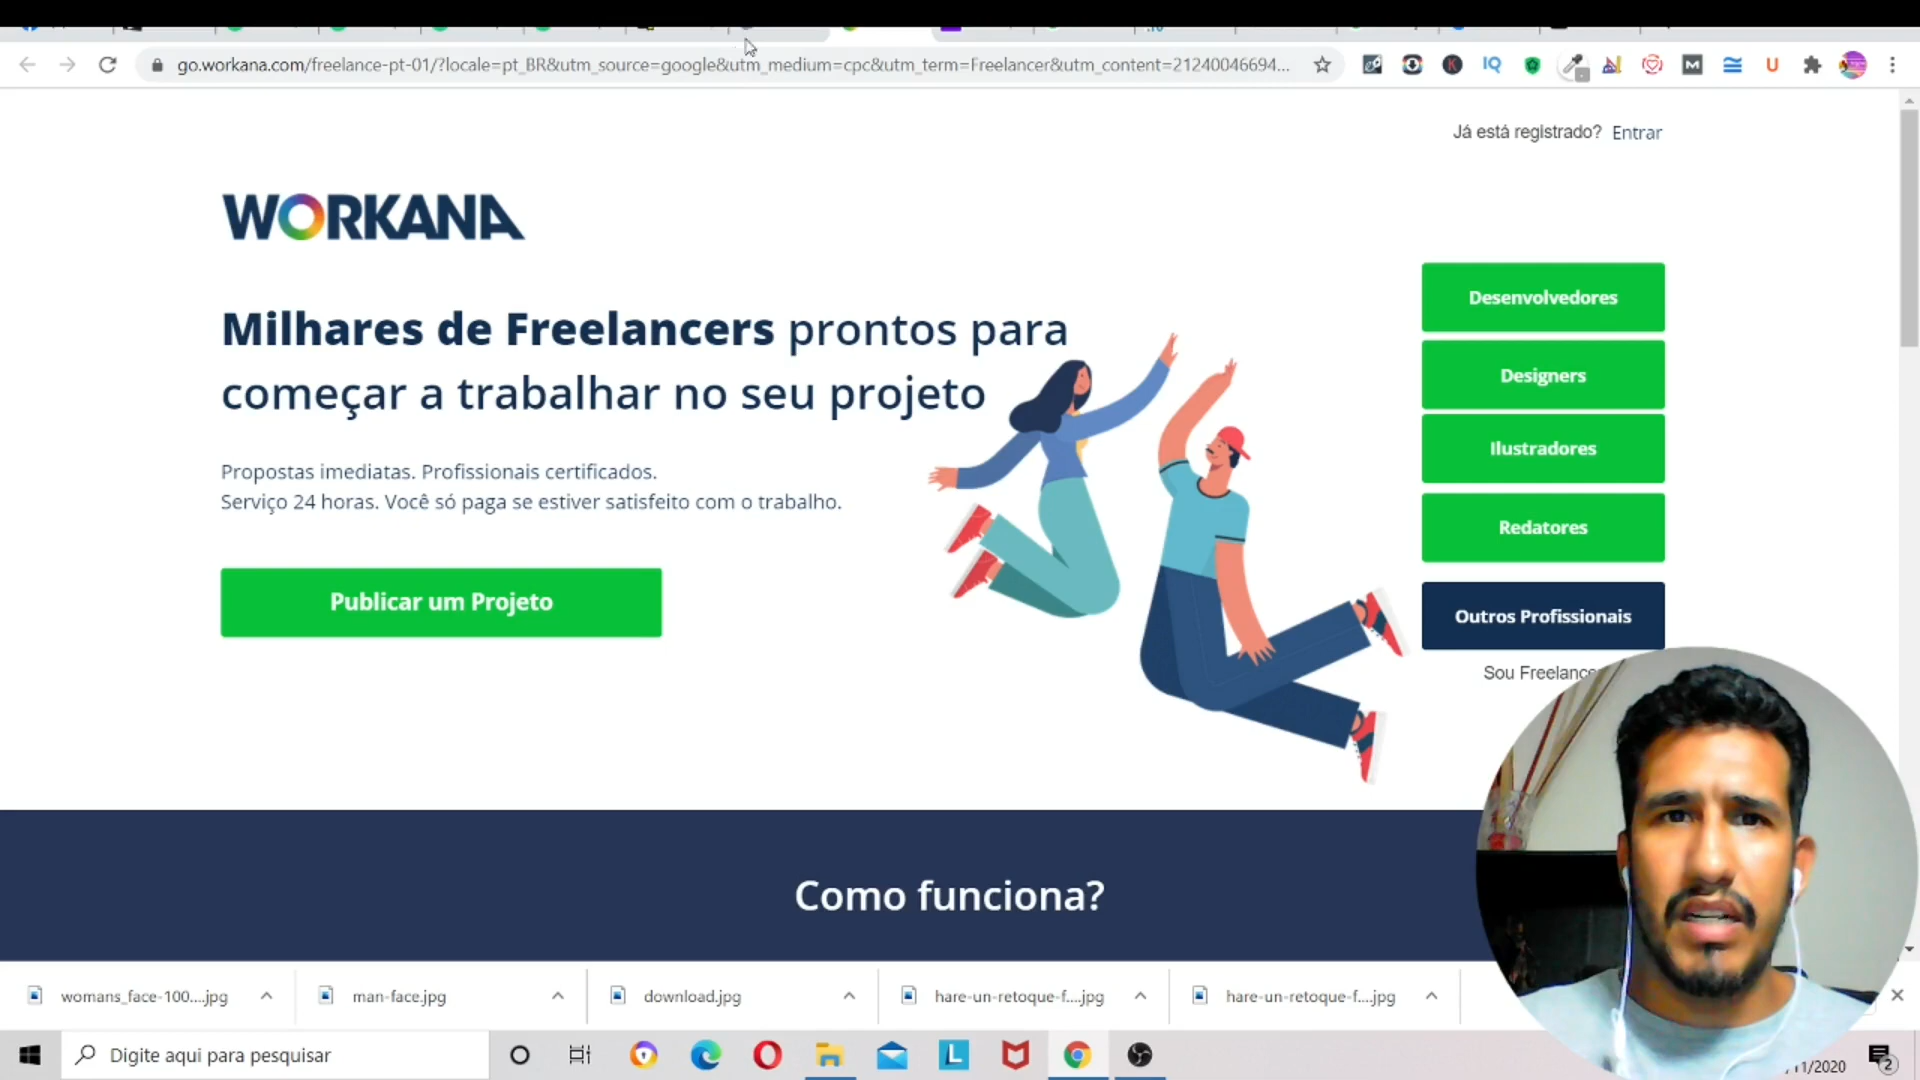 go.workana.com/freelance-pt-01/?locale=pt_BR&utm_source=google&utm_medium=cpc&utm_term=Freelancer&utm_content=21240046694...
IQ
Já está registrado? Entrar
WORKANA
Milhares de Freelancers prontos para
começar a trabalhar no seu projeto
Propostas imediatas. Profissionais certificados.
Serviço 24 horas. Você só paga se estiver satisfeito com o trabalho.
Publicar um Projeto
Desenvolvedores
Designers
Ilustradores
Redatores
Outros Profissionais
Sou Freelance
Como funciona?
womans_face-100....jpg
man-face.jpg
download.jpg
hare-un-retoque-f....jpg
hare-un-retoque-f....jpg
Digite aqui para pesquisar
L
11/2020
2